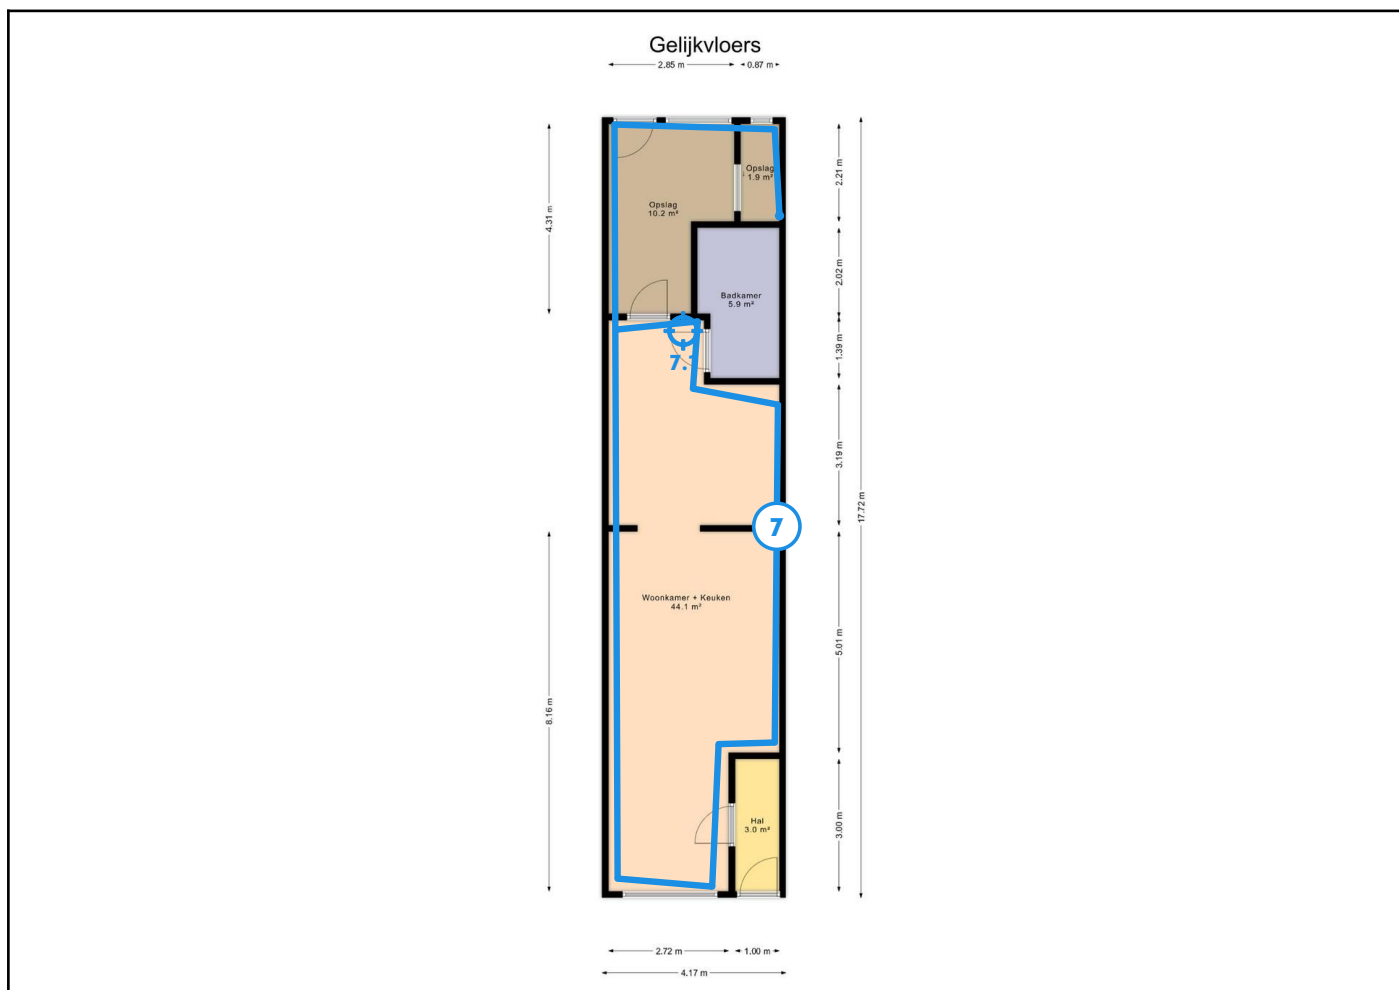 Gelijkvloers
2.85 m
0.87 m
4.31 m
2.21 m
Opslag
1.9 m²
Opslag
10.2 m²
2.02 m
Badkamer
5.9 m²
1.39 m
3.19 m
17.72 m
7
Woonkamer + Keuken
44.1 m²
5.01 m
8.16 m
Hal
3.0 m²
3.00 m
2.72 m
1.00 m
4.17 m